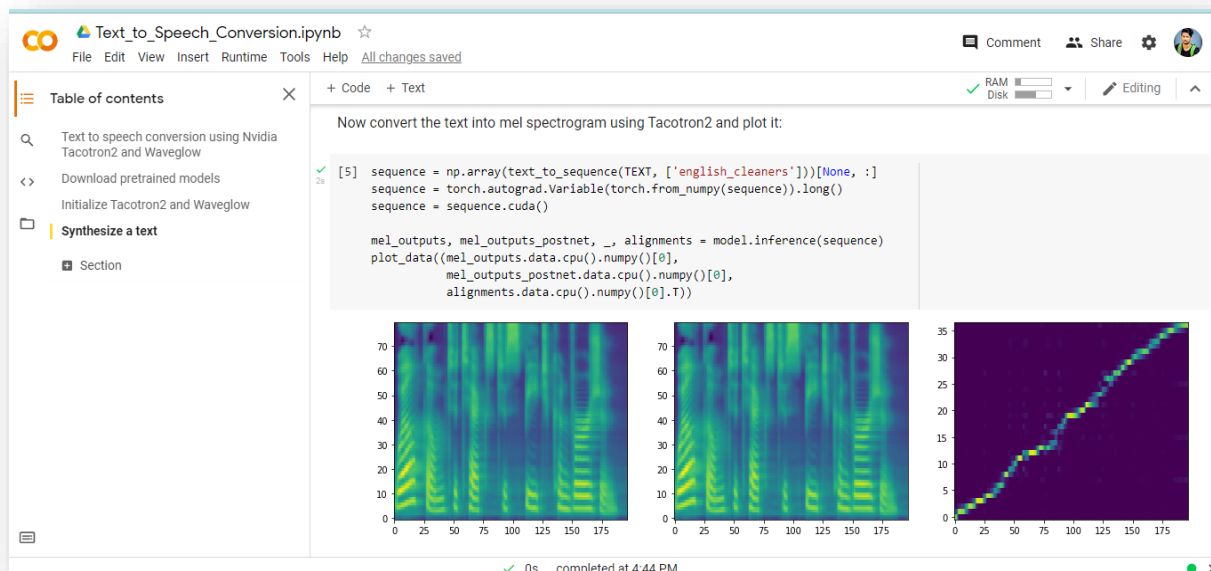 Text_to_Speech_Conversion.ipynb
File Edit View Insert Runtime Tools Help All changes saved
Comment Share
Table of contents
Text to speech conversion using Nvidia
Tacotron2 and Waveglow
Download pretrained models
Initialize Tacotron2 and Waveglow
Synthesize a text
Section
+ Code + Text
RAM
Disk
Editing
Now convert the text into mel spectrogram using Tacotron2 and plot it:
2s
[5] sequence = np.array(text_to_sequence(TEXT, ['english_cleaners']))[None, :]
sequence = torch.autograd.Variable(torch.from_numpy(sequence)).long()
sequence = sequence.cuda()
mel_outputs, mel_outputs_postnet, _, alignments = model.inference(sequence)
plot_data((mel_outputs.data.cpu().numpy()[0],
mel_outputs_postnet.data.cpu().numpy()[0],
alignments.data.cpu().numpy()[0].T))
70
60
50
40
30
20
10
0
0 25 50 75 100 125 150 175
70
60
50
40
30
20
10
0
0 25 50 75 100 125 150 175
35
30
25
20
15
10
5
0
0 25 50 75 100 125 150 175
0s completed at 4:44 PM